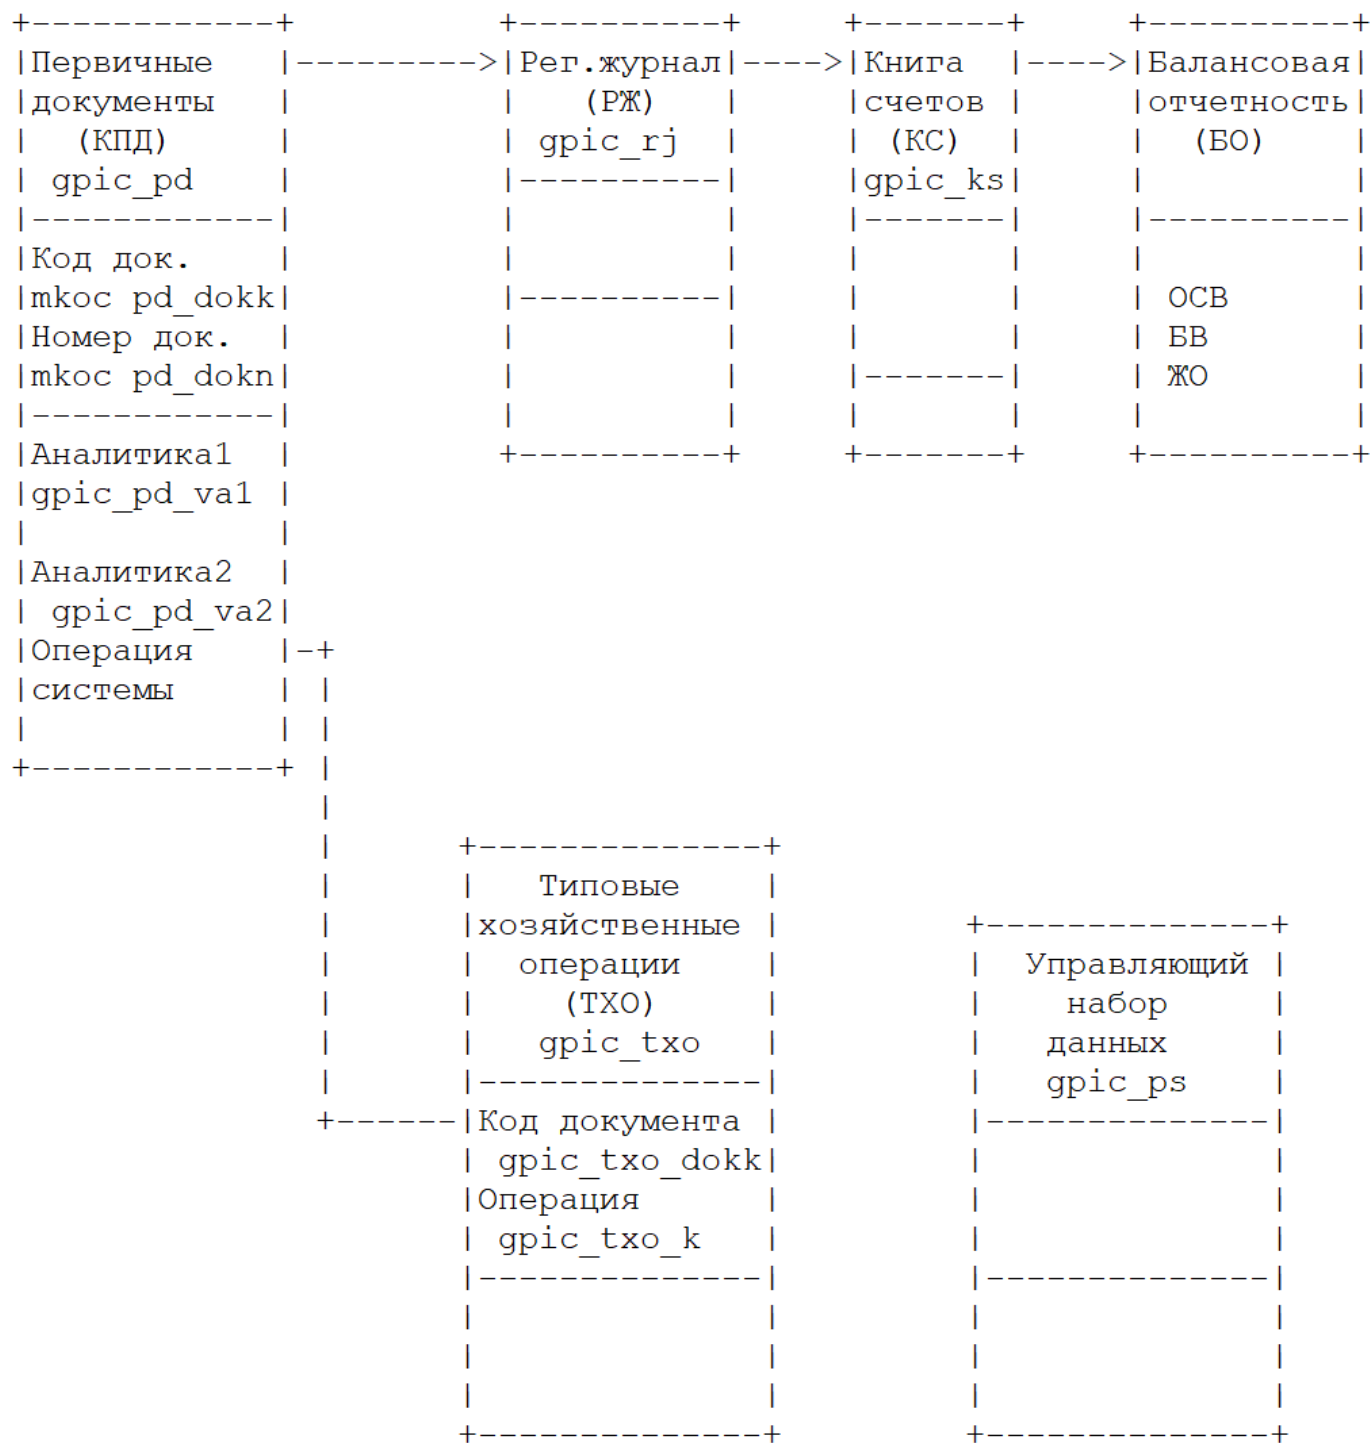 +------------+           +----------+       +-------+       +----------+
|Первичные   |--------->|Рег.журнал|---->|Книга  |---->|Балансовая|
|документы   |           |   (РЖ)   |       |счетов |       |отчетность|
|  (КПД)     |           | gpic_rj  |       | (КС)  |       |  (БО)    |
| gpic_pd    |           |----------|       |gpic_ks|       |          |
|------------|           |          |       |-------|       |----------|
|Код док.    |           |          |       |       |       |          |
|mkoc pd_dokk|           |----------|       |       |       | ОСВ      |
|Номер док.  |           |          |       |       |       | БВ       |
|mkoc pd_dokn|           |          |       |-------|       | ЖО       |
|------------|           |          |       |       |       |          |
|Аналитика1  |           +----------+       +-------+       +----------+
|gpic_pd_va1 |
|            |
|Аналитика2  |
| gpic_pd_va2|
|Операция    |-+
|системы     | |
|            | |
+------------+ |
               |
               |      +--------------+
               |      |   Типовые    |
               |      |хозяйственные |         +--------------+
               |      |  операции    |         |  Управляющий |
               |      |    (ТХО)     |         |    набор     |
               |      |   gpic_txo   |         |   данных     |
               |      |--------------|         |   gpic_ps    |
               +------|Код документа |         |--------------|
                      | gpic_txo_dokk|         |              |
                      |Операция      |         |              |
                      | gpic_txo_k   |         |              |
                      |--------------|         |--------------|
                      |              |         |              |
                      |              |         |              |
                      |              |         |              |
                      +--------------+         +--------------+